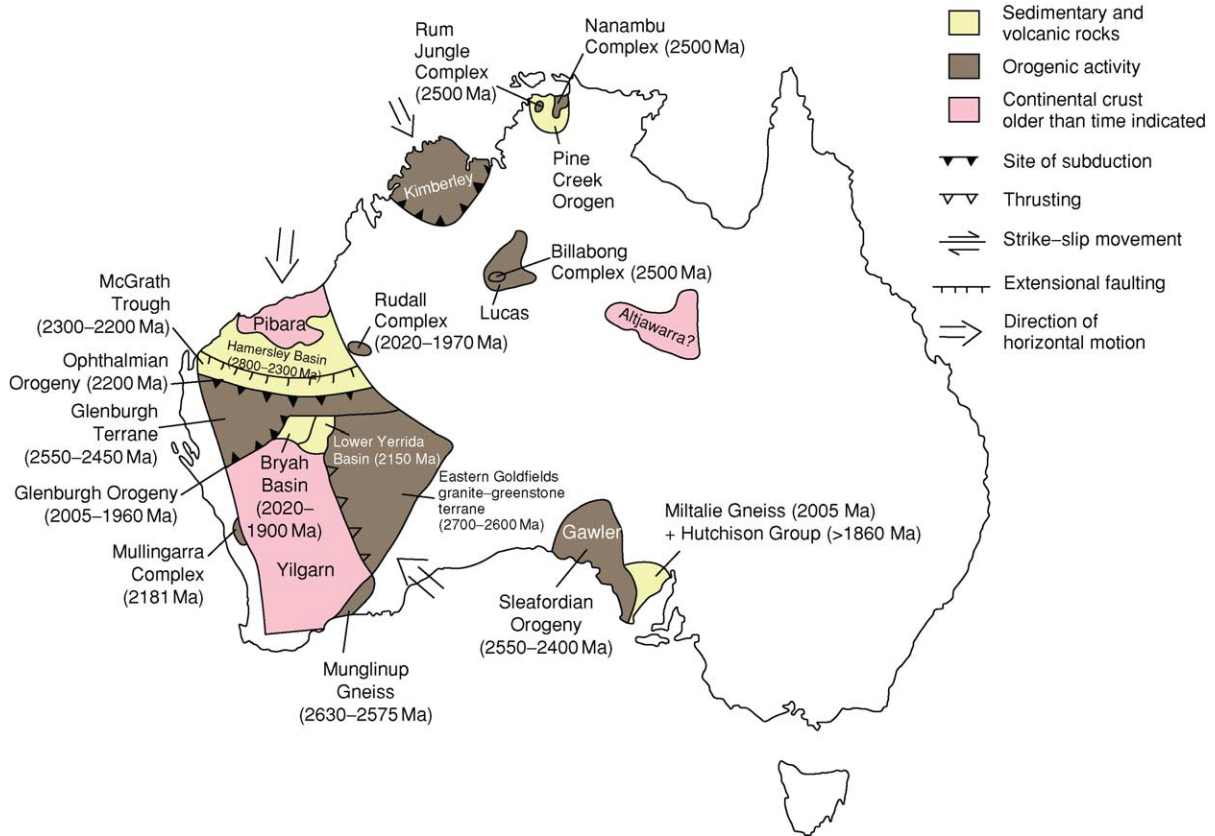 Rum
Jungle
Complex
(2500 Ma)
Nanambu
Complex (2500 Ma)
Pine
Creek
Orogen
Kimberley
Billabong
Complex (2500 Ma)
Lucas
Altjawarra?
McGrath
Trough
(2300–2200 Ma)
Pibara
Rudall
Complex
(2020–1970 Ma)
Hamersley Basin
(2800–2300 Ma)
Ophthalmian
Orogeny (2200 Ma)
Glenburgh
Terrane
(2550–2450 Ma)
Lower Yerrida
Basin (2150 Ma)
Bryah
Basin
(2020–
1900 Ma)
Eastern Goldfields
granite–greenstone
terrane
(2700–2600 Ma)
Glenburgh Orogeny
(2005–1960 Ma)
Mullingarra
Complex
(2181 Ma)
Yilgarn
Munglinup
Gneiss
(2630–2575 Ma)
Gawler
Miltalie Gneiss (2005 Ma)
+ Hutchison Group (>1860 Ma)
Sleafordian
Orogeny
(2550–2400 Ma)
Sedimentary and
volcanic rocks
Orogenic activity
Continental crust
older than time indicated
Site of subduction
Thrusting
Strike–slip movement
Extensional faulting
Direction of
horizontal motion